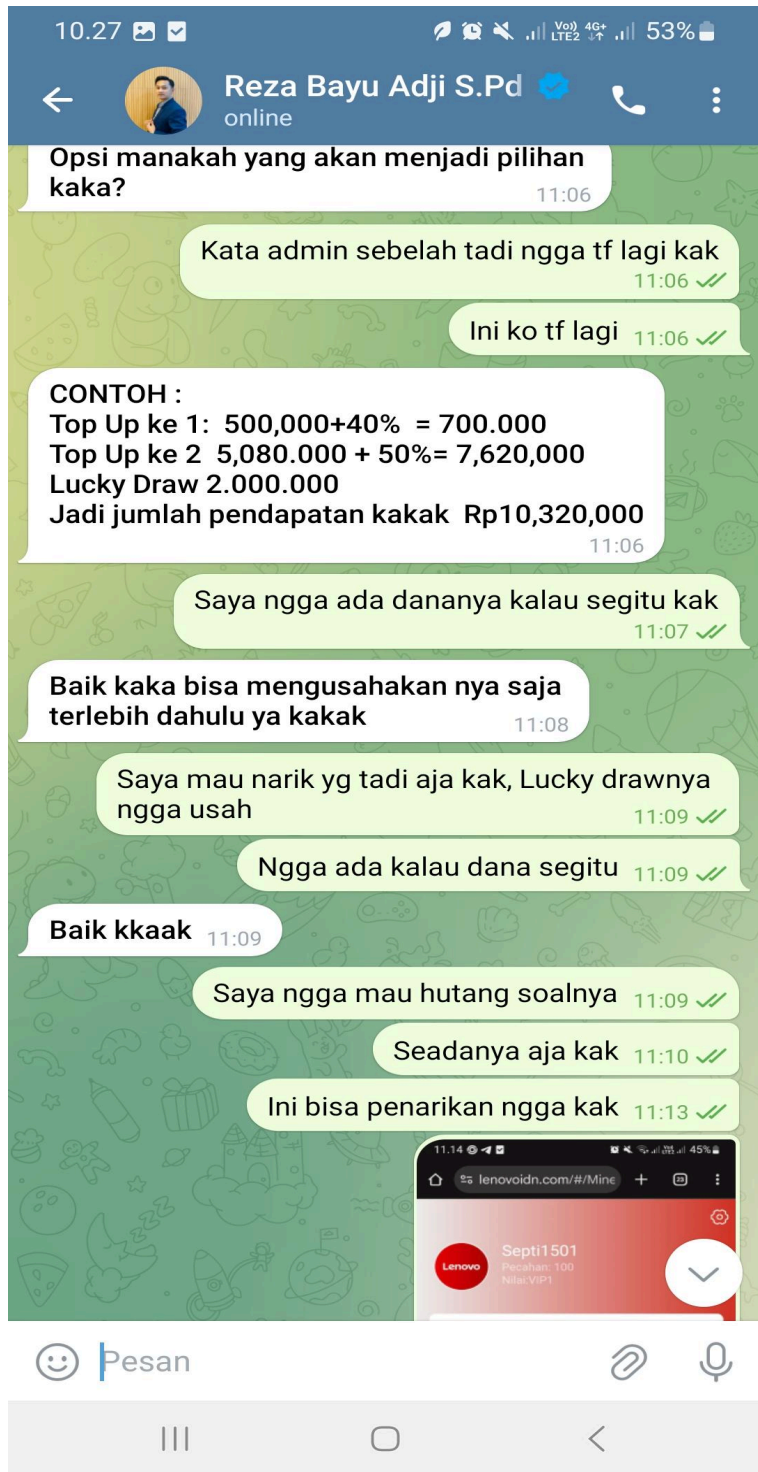 10.27
Vo)) 4G+
LTE2
53%
Reza Bayu Adji S.Pd
online
Opsi manakah yang akan menjadi pilihan
kaka?
11:06
Kata admin sebelah tadi ngga tf lagi kak
11:06
Ini ko tf lagi 11:06
CONTOH :
Top Up ke 1: 500,000+40% = 700.000
Top Up ke 2 5,080.000 + 50%= 7,620,000
Lucky Draw 2.000.000
Jadi jumlah pendapatan kakak Rp10,320,000
11:06
Saya ngga ada dananya kalau segitu kak
11:07
Baik kaka bisa mengusahakan nya saja
terlebih dahulu ya kakak 11:08
Saya mau narik yg tadi aja kak, Lucky drawnya
ngga usah 11:09
Ngga ada kalau dana segitu 11:09
Baik kkaak 11:09
Saya ngga mau hutang soalnya 11:09
Seadanya aja kak 11:10
Ini bisa penarikan ngga kak 11:13
11.14
45%
lenovoidn.com/#/Mine
23
Lenovo
Septi1501
Pecahan: 100
Nilai:VIP1
Pesan